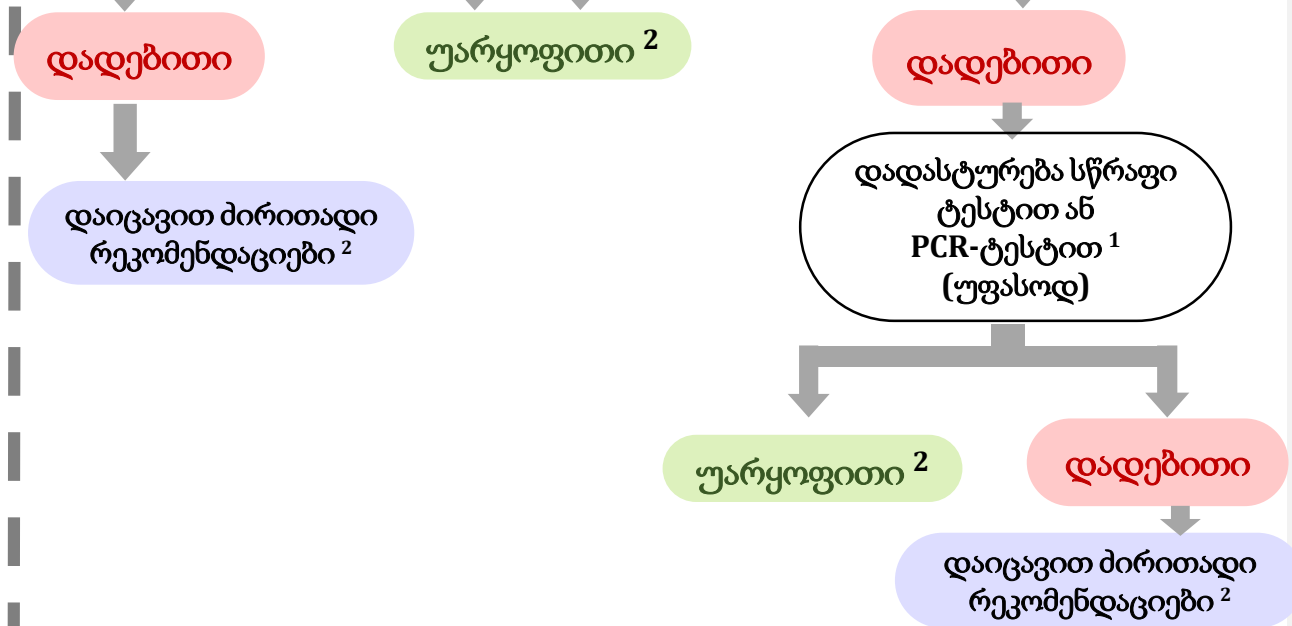 დადებითი
უარყოფითი ²
დადებითი
დაიცავით ძირითადი
რეკომენდაციები ²
დადასტურება სწრაფი
ტესტით ან
PCR-ტესტით ¹
(უფასოდ)
უარყოფითი ²
დადებითი
დაიცავით ძირითადი
რეკომენდაციები ²